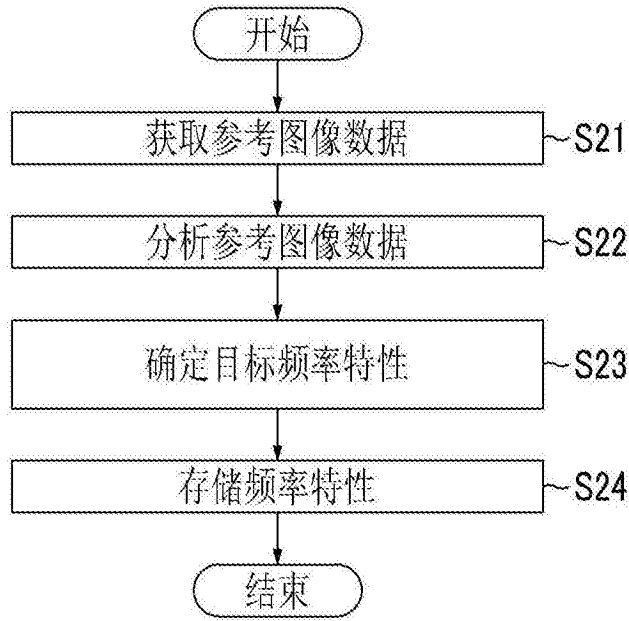 开始
获取参考图像数据 S21
分析参考图像数据 S22
确定目标频率特性 S23
存储频率特性 S24
结束